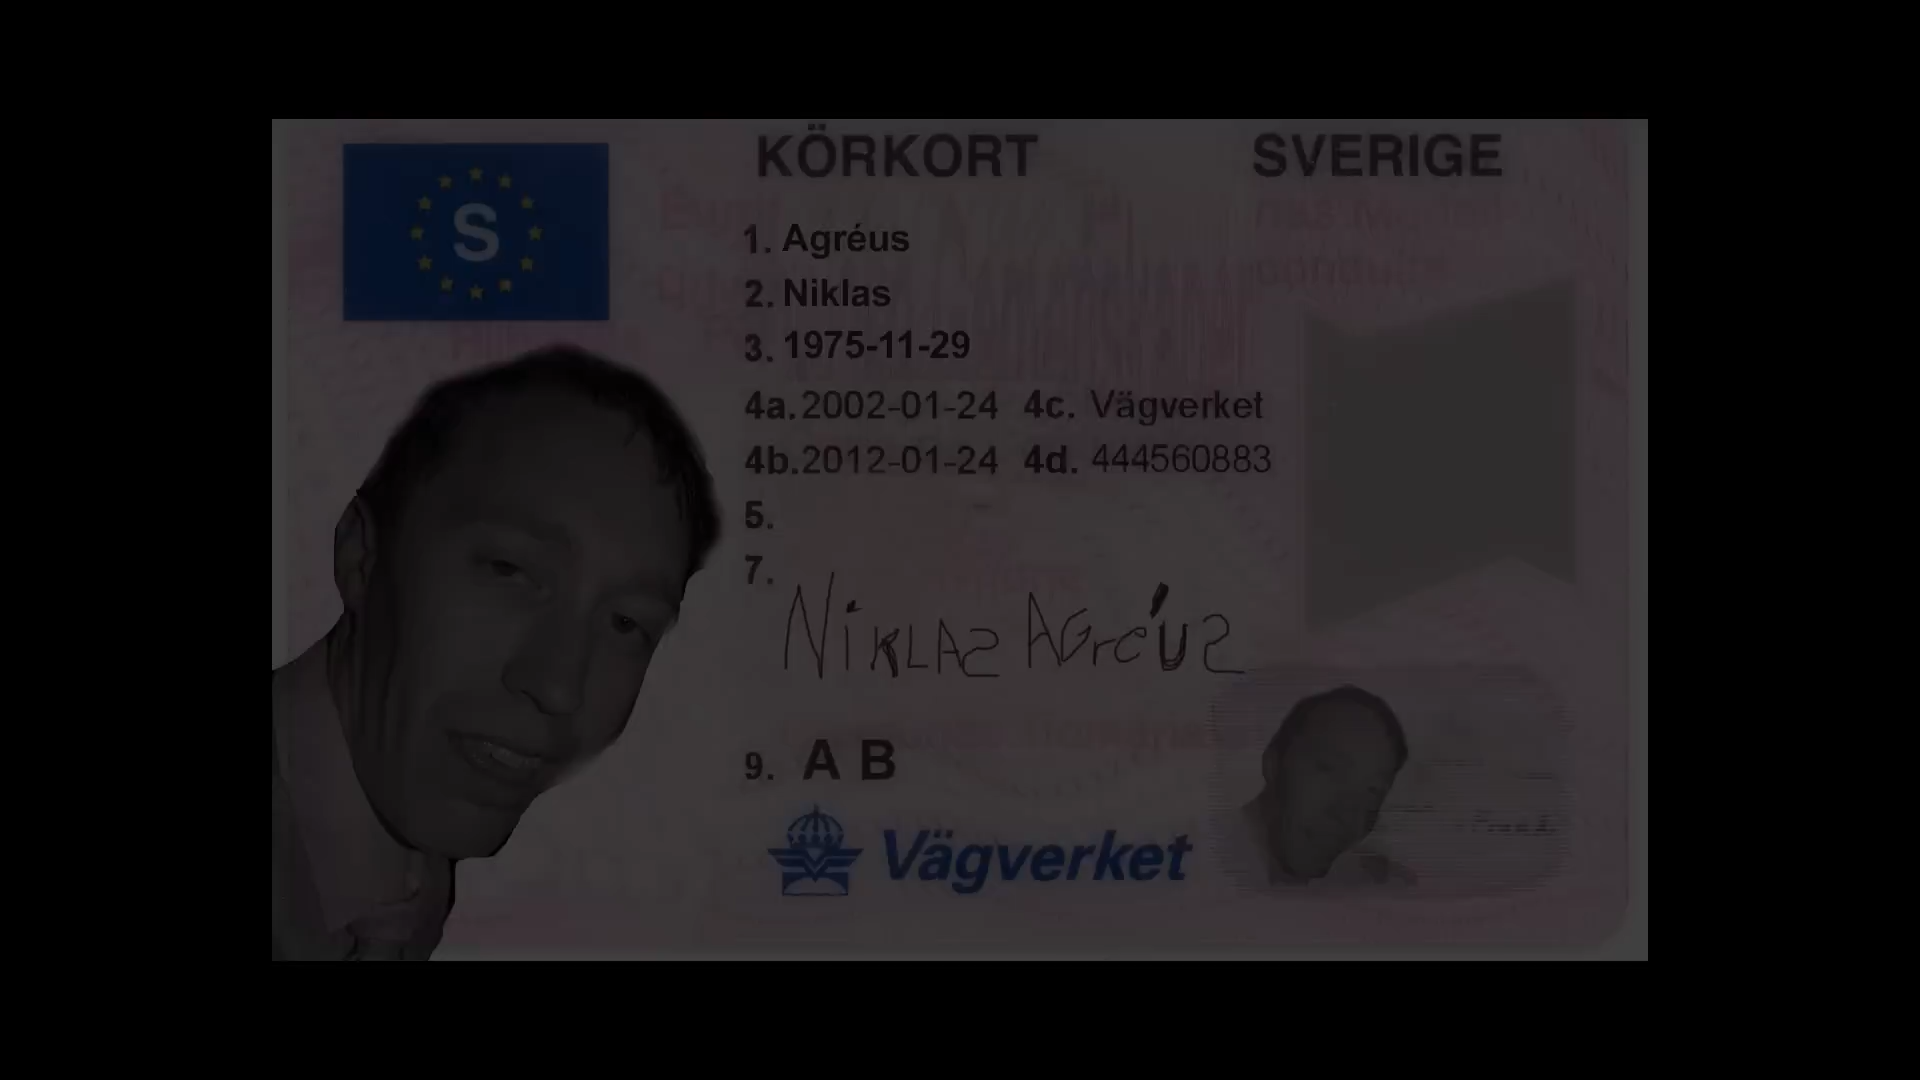 S
KÖRKORT SVERIGE
1. Agréus
2. Niklas
3. 1975-11-29
4a. 2002-01-24 4c. Vägverket
4b. 2012-01-24 4d. 444560883
5.
7.
NiKLAS AGréUS
9. A B
Vägverket